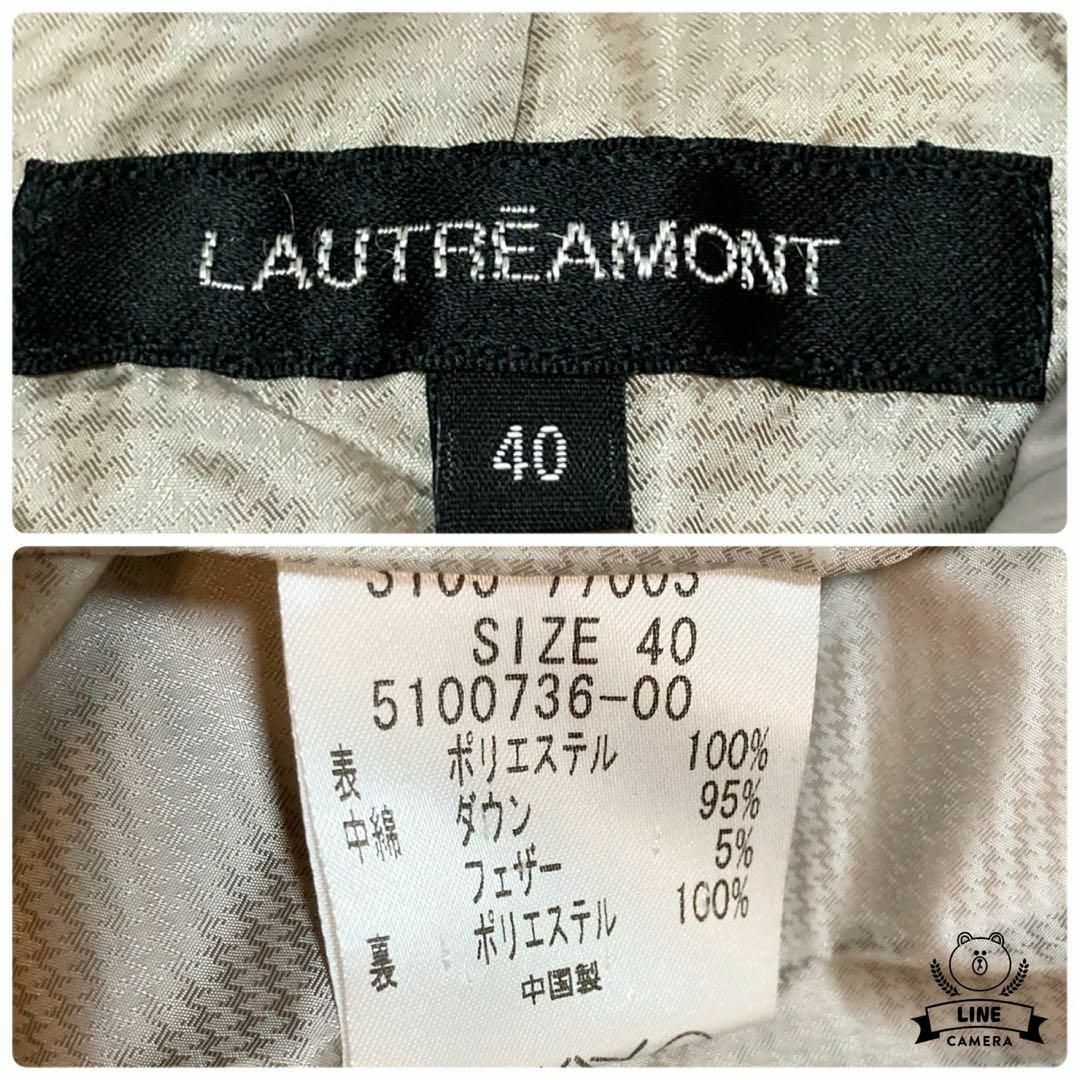 LAUTRĒAMONT
40
SIZE 40
5100736-00
表 ポリエステル 100%
中綿 ダウン 95%
フェザー 5%
裏 ポリエステル 100%
中国製
LINE
CAMERA